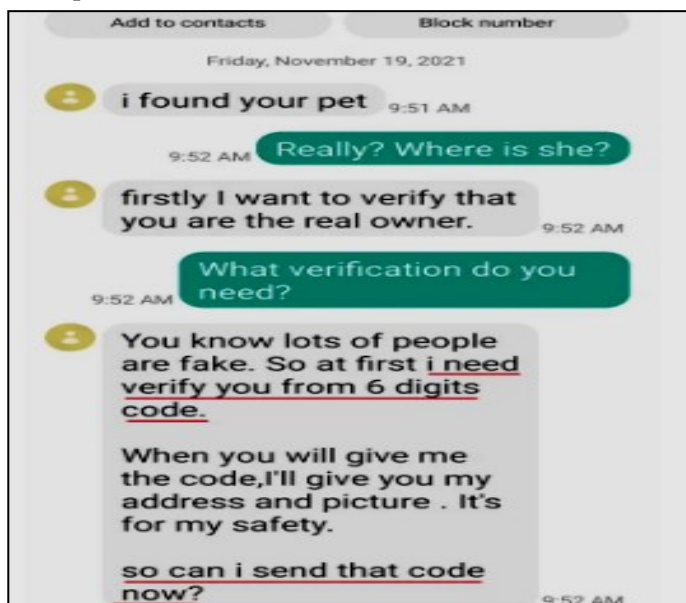 Add to contacts Block number
Friday, November 19, 2021
i found your pet 9:51 AM
9:52 AM Really? Where is she?
firstly I want to verify that
you are the real owner. 9:52 AM
What verification do you
9:52 AM need?
You know lots of people
are fake. So at first i need
verify you from 6 digits
code.
When you will give me
the code,I'll give you my
address and picture . It's
for my safety.
so can i send that code
now? 9:52 AM